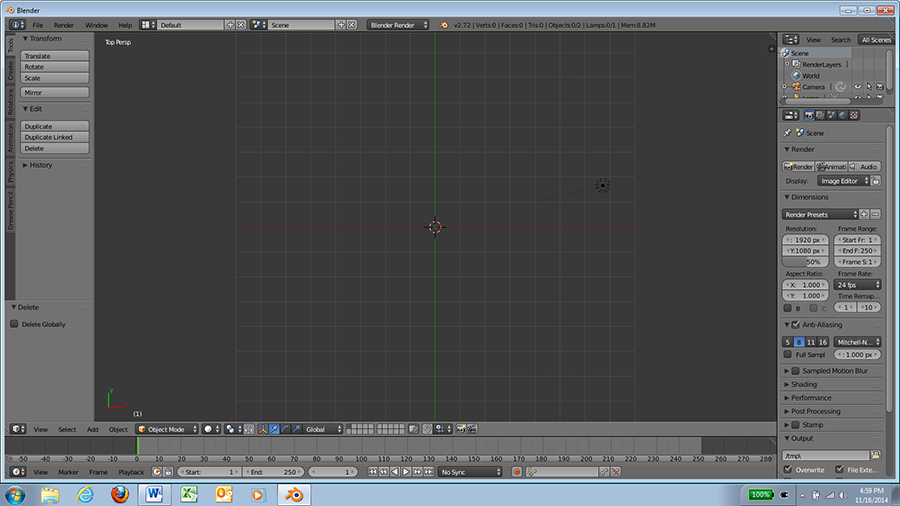 Blender
File Render Window Help Default Scene Blender Render v2.72 | Verts:0 | Faces:0 | Tris:0 | Objects:0/2 | Lamps:0/1 | Mem:8.82M
Tools
Create
Relations
Animation
Physics
Grease Pencil
Transform
Translate
Rotate
Scale
Mirror
Edit
Duplicate
Duplicate Linked
Delete
History
Delete
Delete Globally
Top Persp
y
(1)
View Select Add Object Object Mode Global
-50 -40 -30 -20 -10 0 10 20 30 40 50 60 70 80 90 100 110 120 130 140 150 160 170 180 190 200 210 220 230 240 250 260 270 280
View Marker Frame Playback Start: 1 End: 250 1 No Sync
View Search All Scenes
Scene
RenderLayers
World
Camera
Scene
Render
Render Animati Audio
Display: Image Editor
Dimensions
Render Presets
Resolution: Frame Range:
: 1920 px Start Fr: 1
Y:1080 px End F: 250
50% Frame S: 1
Aspect Ratio: Frame Rate:
X: 1.000 24 fps
Y: 1.000 Time Remap...
B C 1 10
Anti-Aliasing
5 8 11 16 Mitchell-N...
Full Sampl : 1.000 px
Sampled Motion Blur
Shading
Performance
Post Processing
Stamp
Output
/tmp\
Overwrite File Exte...
100% 4:59 PM
11/16/2014